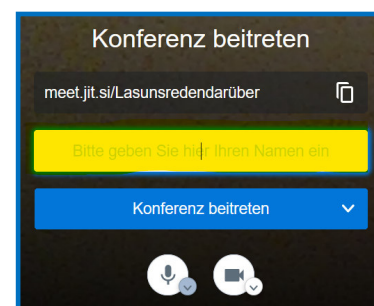 Konferenz beitreten
meet.jit.si/Lasunsredendarüber
Bitte geben Sie hier Ihren Namen ein
Konferenz beitreten